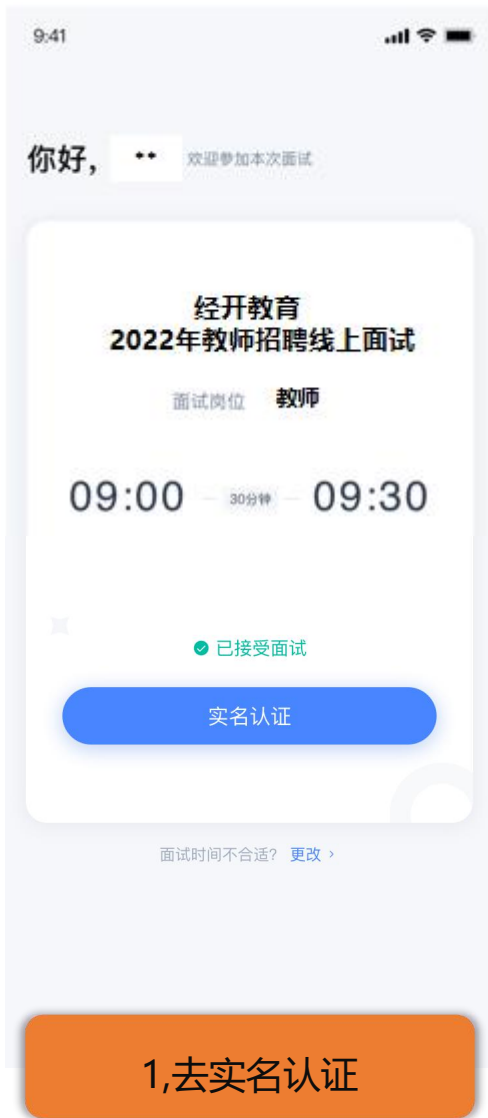 9:41
你好， ** 欢迎参加本次面试
经开教育
2022年教师招聘线上面试
面试岗位 教师
09:00 30分钟 09:30
已接受面试
实名认证
面试时间不合适？ 更改 >
1,去实名认证